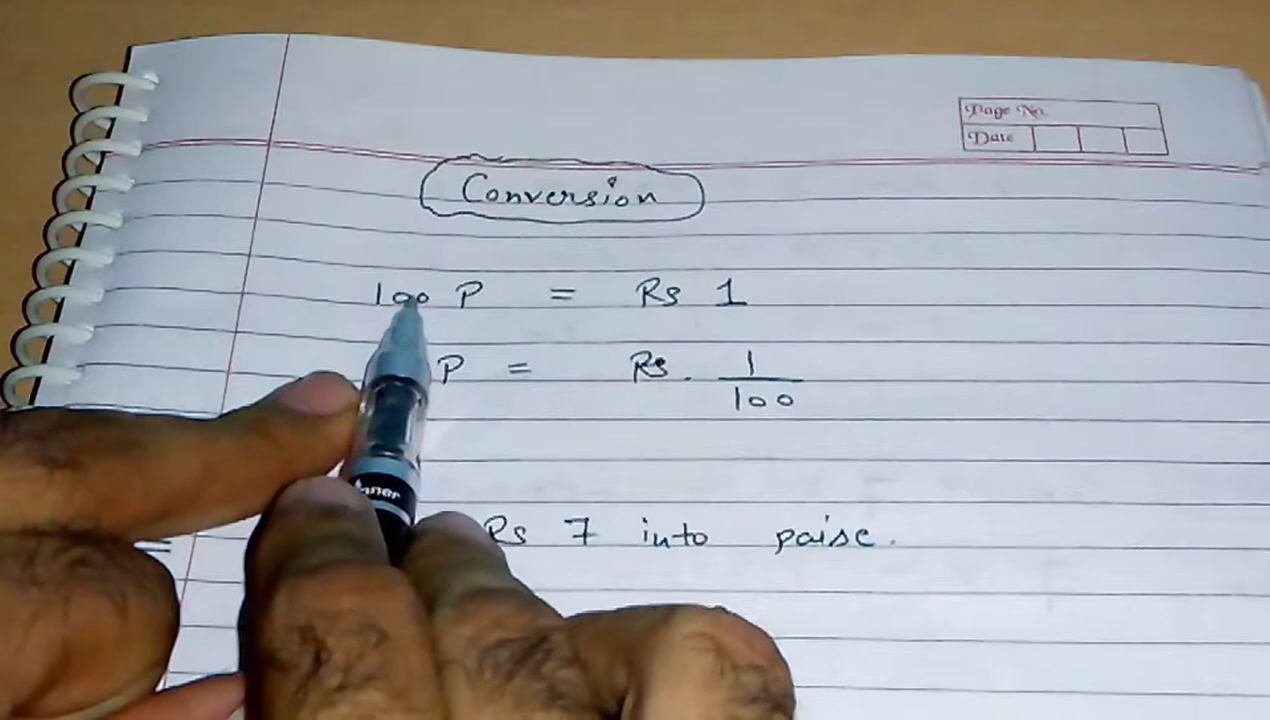 Page No.
Date
Conversion
100 P = Rs 1
P = Rs. 1/100
Rs 7 into paise.